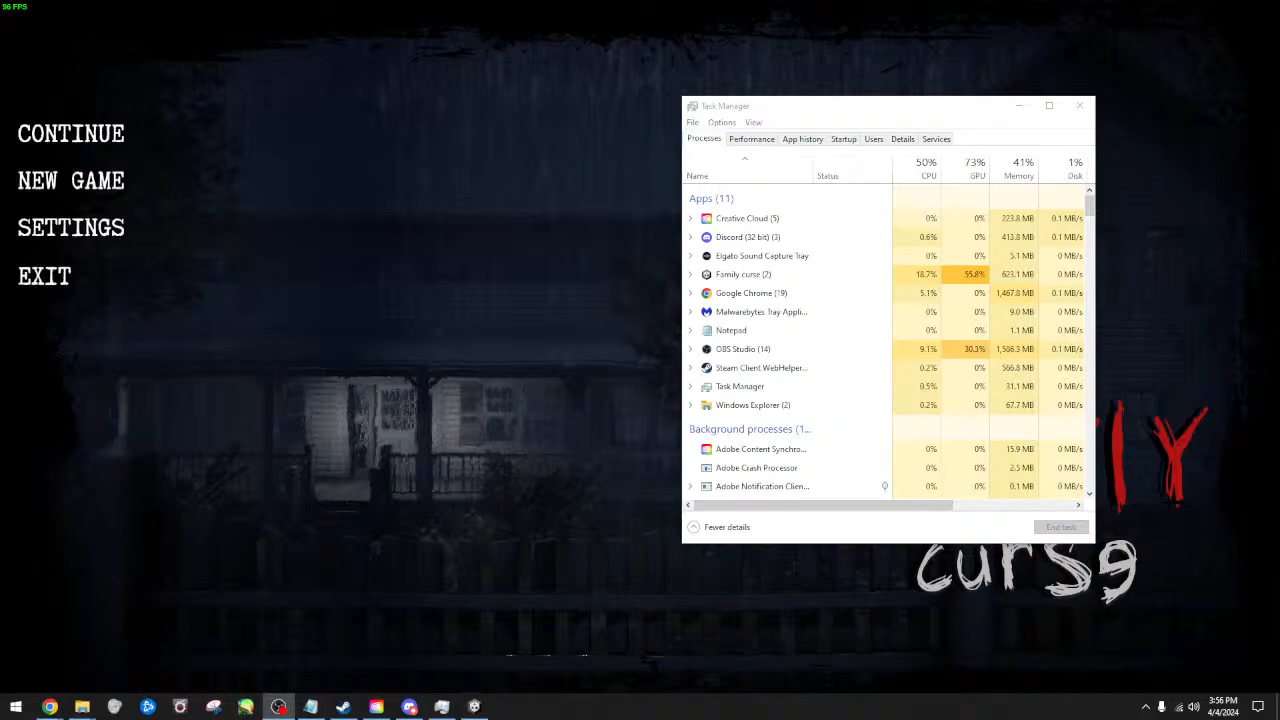 96 FPS
CONTINUE
NEW GAME
SETTINGS
EXIT
Task Manager
File Options View
Processes Performance App history Startup Users Details Services
50% 73% 41% 1%
Name Status CPU GPU Memory Disk
Apps (11)
Creative Cloud (5) 0% 0% 223.8 MB 0.1 MB/s
Discord (32 bit) (3) 0.6% 0% 413.8 MB 0.1 MB/s
Elgato Sound Capture Tray 0% 0% 5.1 MB 0 MB/s
Family curse (2) 18.7% 55.8% 623.1 MB 0 MB/s
Google Chrome (19) 5.1% 0% 1,467.8 MB 0.1 MB/s
Malwarebytes Tray Appli... 0% 0% 9.0 MB 0 MB/s
Notepad 0% 0% 1.1 MB 0 MB/s
OBS Studio (14) 9.1% 30.3% 1,586.3 MB 0.1 MB/s
Steam Client WebHelper... 0.2% 0% 566.8 MB 0 MB/s
Task Manager 0.5% 0% 31.1 MB 0 MB/s
Windows Explorer (2) 0.2% 0% 67.7 MB 0 MB/s
Background processes (1...
Adobe Content Synchro... 0% 0% 15.9 MB 0 MB/s
Adobe Crash Processor 0% 0% 2.5 MB 0 MB/s
Adobe Notification Clien... 0% 0% 0.1 MB 0 MB/s
Fewer details End task
ly
curse
3:56 PM
4/4/2024